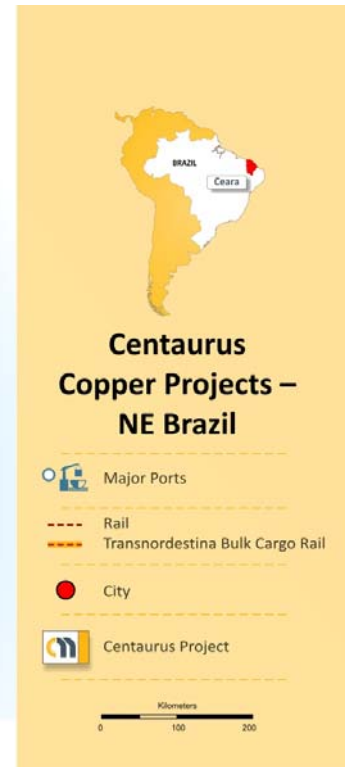 BRAZIL
Ceara
Centaurus
Copper Projects –
NE Brazil
Major Ports
Rail
Transnordestina Bulk Cargo Rail
City
Centaurus Project
Kilometers
0 100 200